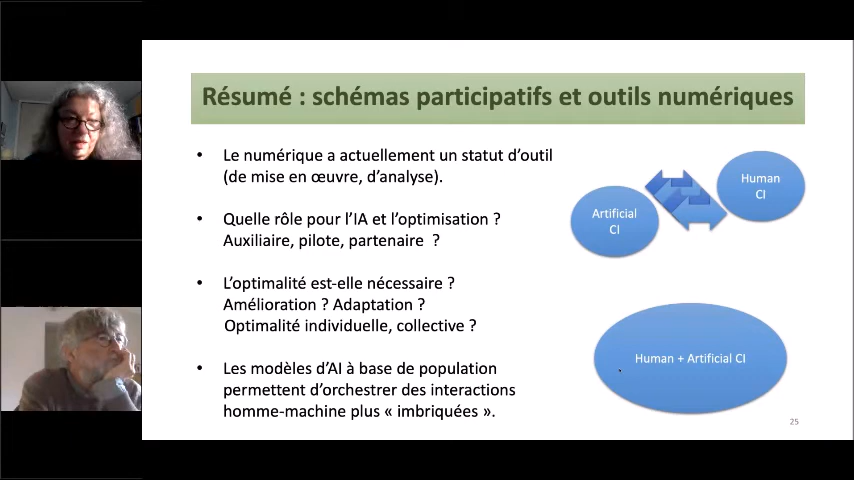 Résumé : schémas participatifs et outils numériques
• Le numérique a actuellement un statut d’outil
(de mise en œuvre, d’analyse).
• Quelle rôle pour l’IA et l’optimisation ?
Auxiliaire, pilote, partenaire ?
• L’optimalité est-elle nécessaire ?
Amélioration ? Adaptation ?
Optimalité individuelle, collective ?
• Les modèles d’AI à base de population
permettent d’orchestrer des interactions
homme-machine plus « imbriquées ».
Human
CI
Artificial
CI
Human + Artificial CI
25